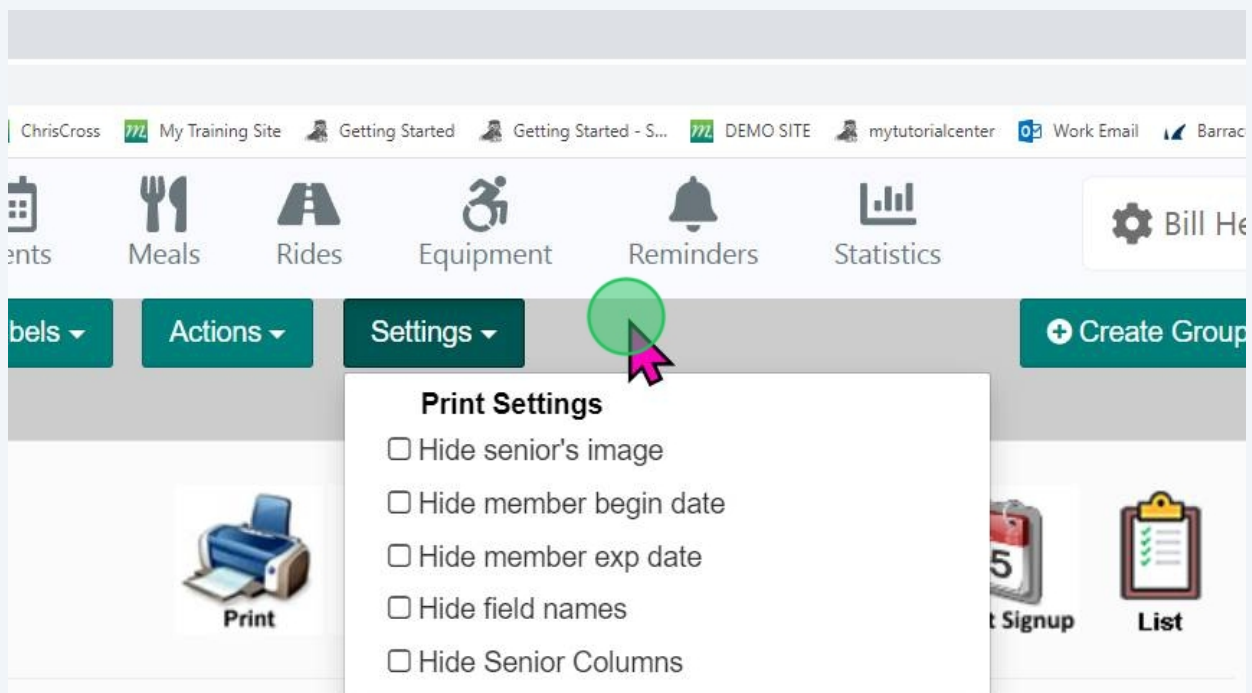 ChrisCross My Training Site Getting Started Getting Started - S... DEMO SITE mytutorialcenter Work Email Barrac
ents Meals Rides Equipment Reminders Statistics Bill He
bels Actions Settings Create Group
Print Settings
Hide senior's image
Hide member begin date
Hide member exp date
Hide field names
Hide Senior Columns
Print
5
t Signup
List